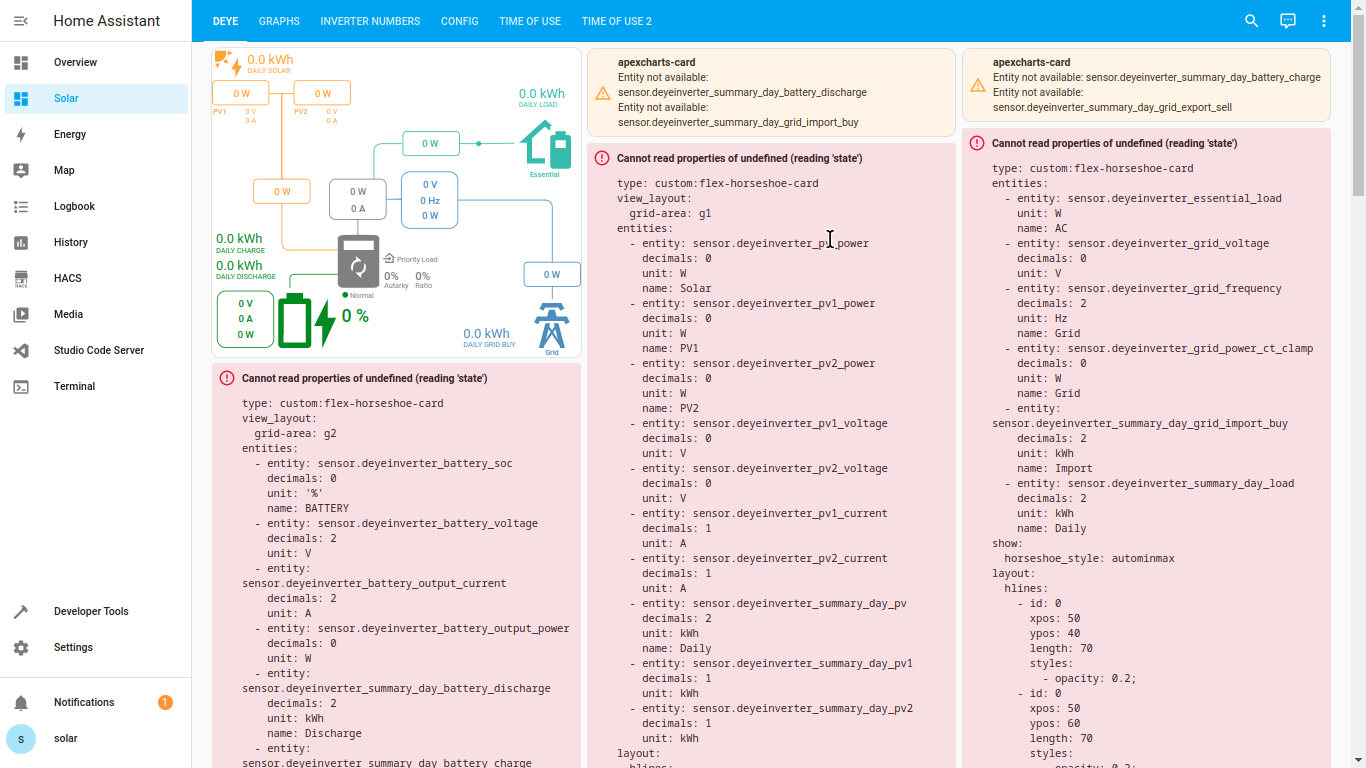 Home Assistant
Overview
Solar
Energy
Map
Logbook
History
HACS
HACS
Media
Studio Code Server
Terminal
Developer Tools
Settings
Notifications
1
s
solar
DEYE
GRAPHS
INVERTER NUMBERS
CONFIG
TIME OF USE
TIME OF USE 2
0.0 kWh
DAILY SOLAR
0 W
0 W
PV1
0 V
0 A
PV2
0 V
0 A
0.0 kWh
DAILY LOAD
0 W
Essential
0 W
0 W
0 A
0 V
0 Hz
0 W
0.0 kWh
DAILY CHARGE
0.0 kWh
DAILY DISCHARGE
Priority Load
0%
Autarky
0%
Ratio
0 W
Normal
0 V
0 A
0 W
0 %
0.0 kWh
DAILY GRID BUY
Grid
Cannot read properties of undefined (reading 'state')
type: custom:flex-horseshoe-card
view_layout:
grid-area: g2
entities:
- entity: sensor.deyeinverter_battery_soc
decimals: 0
unit: '%'
name: BATTERY
- entity: sensor.deyeinverter_battery_voltage
decimals: 2
unit: V
- entity:
sensor.deyeinverter_battery_output_current
decimals: 2
unit: A
- entity: sensor.deyeinverter_battery_output_power
decimals: 0
unit: W
- entity:
sensor.deyeinverter_summary_day_battery_discharge
decimals: 2
unit: kWh
name: Discharge
- entity:
sensor.deyeinverter_summary_day_battery_charge
apexcharts-card
Entity not available:
sensor.deyeinverter_summary_day_battery_discharge
Entity not available:
sensor.deyeinverter_summary_day_grid_import_buy
Cannot read properties of undefined (reading 'state')
type: custom:flex-horseshoe-card
view_layout:
grid-area: g1
entities:
- entity: sensor.deyeinverter_pv_power
decimals: 0
unit: W
name: Solar
- entity: sensor.deyeinverter_pv1_power
decimals: 0
unit: W
name: PV1
- entity: sensor.deyeinverter_pv2_power
decimals: 0
unit: W
name: PV2
- entity: sensor.deyeinverter_pv1_voltage
decimals: 0
unit: V
- entity: sensor.deyeinverter_pv2_voltage
decimals: 0
unit: V
- entity: sensor.deyeinverter_pv1_current
decimals: 1
unit: A
- entity: sensor.deyeinverter_pv2_current
decimals: 1
unit: A
- entity: sensor.deyeinverter_summary_day_pv
decimals: 2
unit: kWh
name: Daily
- entity: sensor.deyeinverter_summary_day_pv1
decimals: 1
unit: kWh
- entity: sensor.deyeinverter_summary_day_pv2
decimals: 1
unit: kWh
layout:
hlines:
apexcharts-card
Entity not available: sensor.deyeinverter_summary_day_battery_charge
Entity not available:
sensor.deyeinverter_summary_day_grid_export_sell
Cannot read properties of undefined (reading 'state')
type: custom:flex-horseshoe-card
entities:
- entity: sensor.deyeinverter_essential_load
unit: W
name: AC
- entity: sensor.deyeinverter_grid_voltage
decimals: 0
unit: V
- entity: sensor.deyeinverter_grid_frequency
decimals: 2
unit: Hz
name: Grid
- entity: sensor.deyeinverter_grid_power_ct_clamp
decimals: 0
unit: W
name: Grid
- entity:
sensor.deyeinverter_summary_day_grid_import_buy
decimals: 2
unit: kWh
name: Import
- entity: sensor.deyeinverter_summary_day_load
decimals: 2
unit: kWh
name: Daily
show:
horseshoe_style: autominmax
layout:
hlines:
- id: 0
xpos: 50
ypos: 40
length: 70
styles:
- opacity: 0.2;
- id: 0
xpos: 50
ypos: 60
length: 70
styles:
- opacity: 0.2;